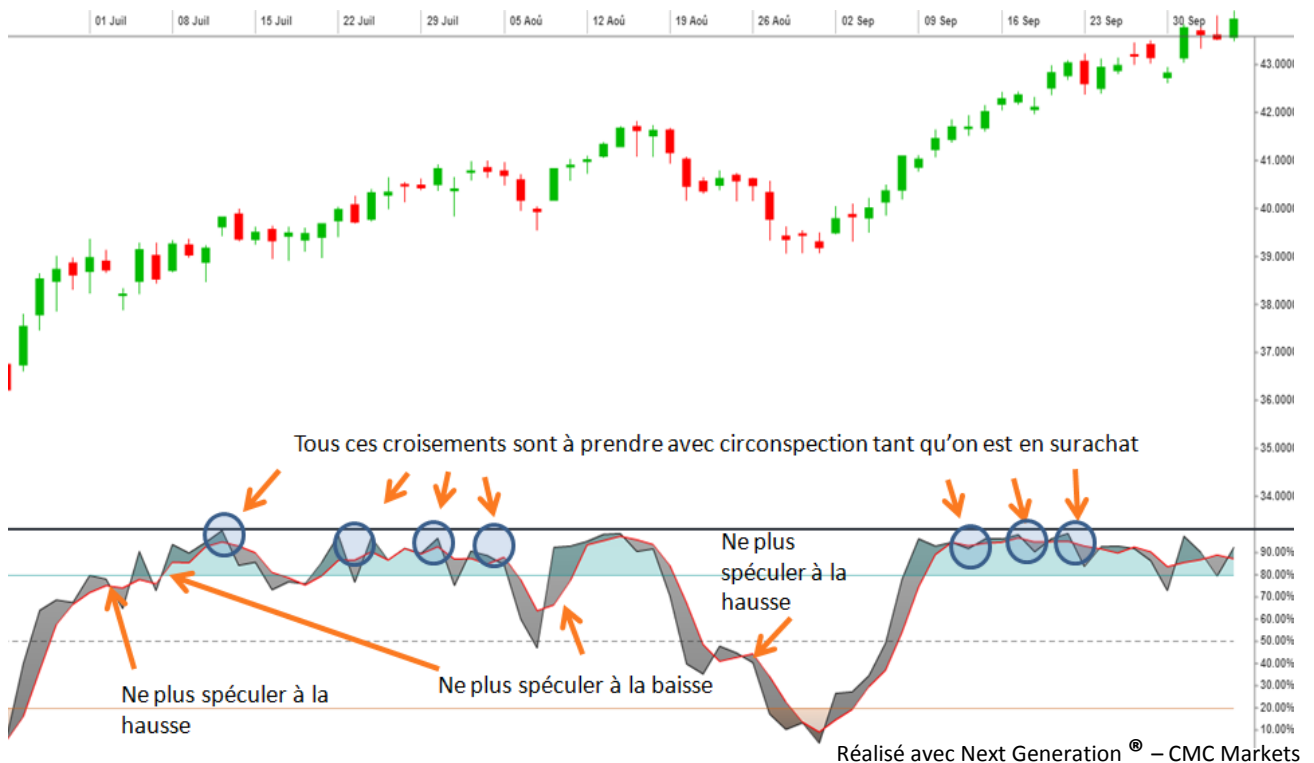 01 Juil 08 Juil 15 Juil 22 Juil 29 Juil 05 Aoû 12 Aoû 19 Aoû 26 Aoû 02 Sep 09 Sep 16 Sep 23 Sep 30 Sep
43.0000
42.0000
41.0000
40.0000
39.0000
38.0000
37.0000
36.0000
35.0000
34.0000
Tous ces croisements sont à prendre avec circonspection tant qu'on est en surachat
Ne plus
spéculer à la
hausse
90.00%
80.00%
70.00%
60.00%
50.00%
40.00%
30.00%
20.00%
10.00%
Ne plus spéculer à la
hausse
Ne plus spéculer à la baisse
Réalisé avec Next Generation ® – CMC Markets